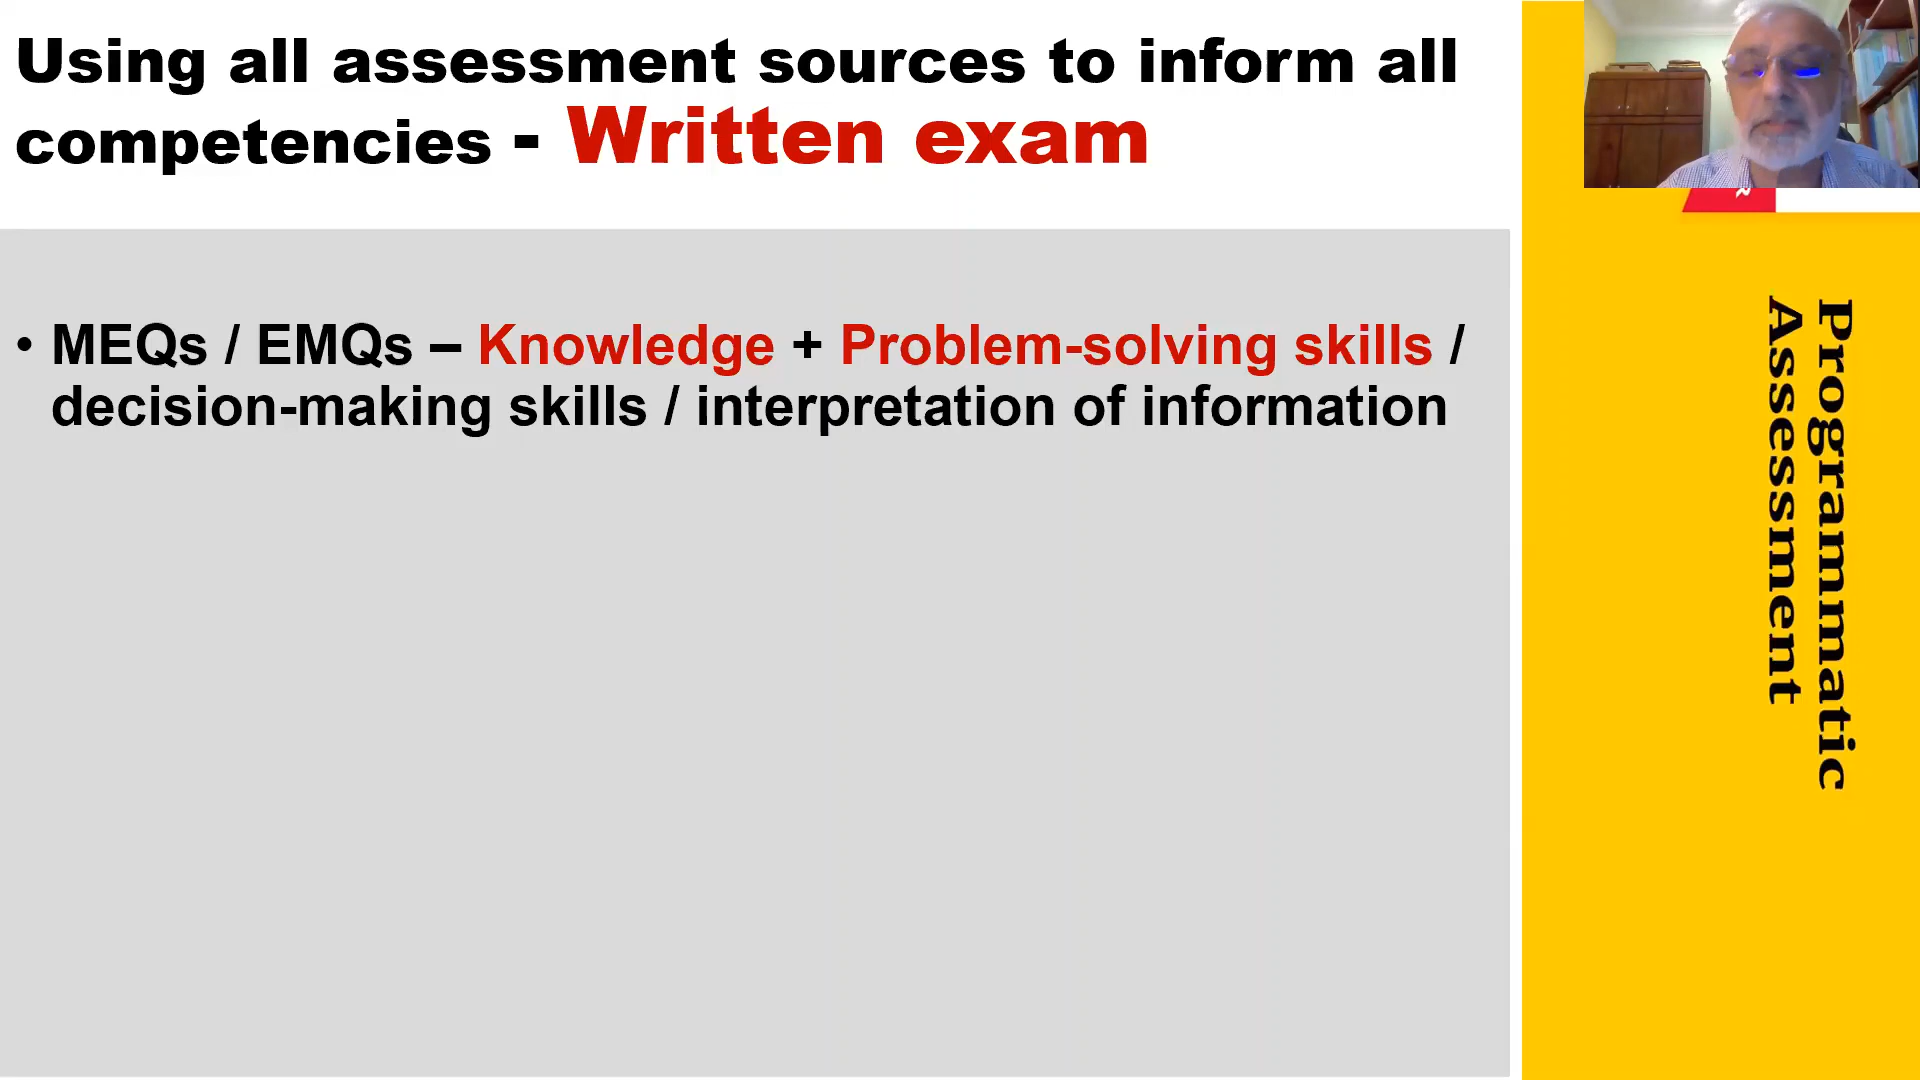 Using all assessment sources to inform all
competencies - Written exam
• MEQs / EMQs – Knowledge + Problem-solving skills /
decision-making skills / interpretation of information
Programmatic
Assessment